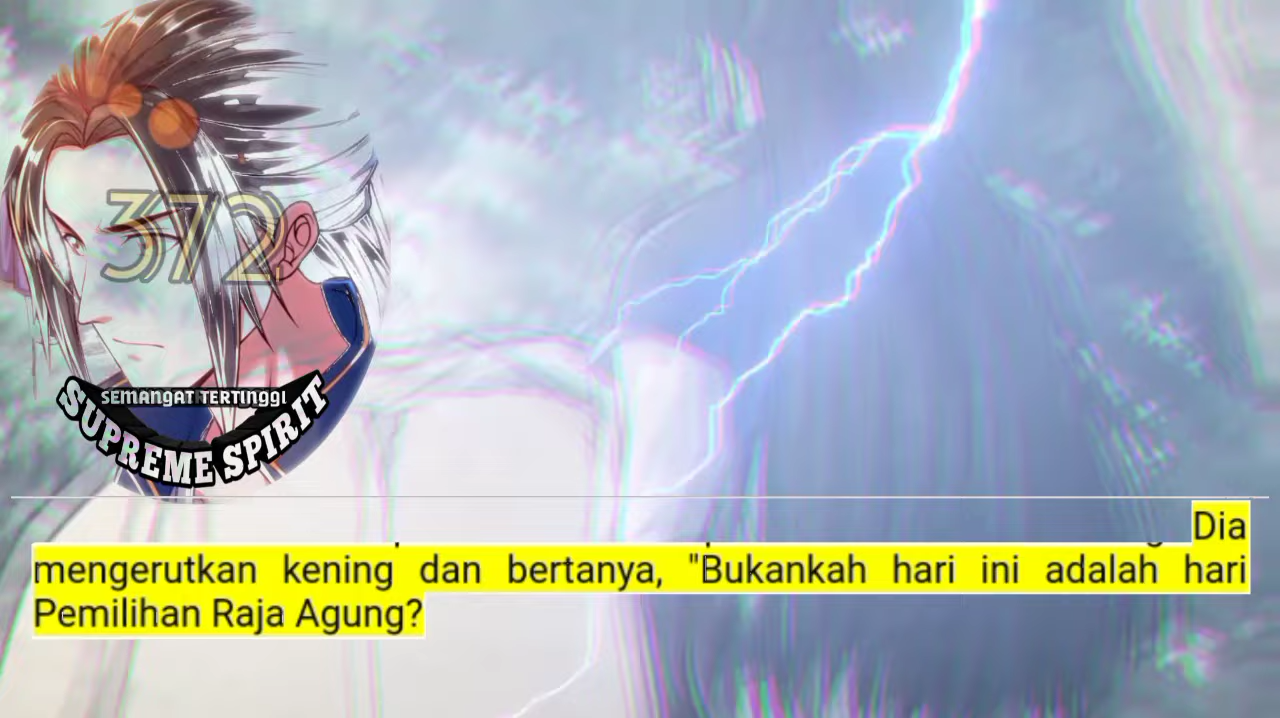 372
SEMANGAT TERTINGGI
SUPREME SPIRIT
Dia
mengerutkan kening dan bertanya, "Bukankah hari ini adalah hari
Pemilihan Raja Agung?